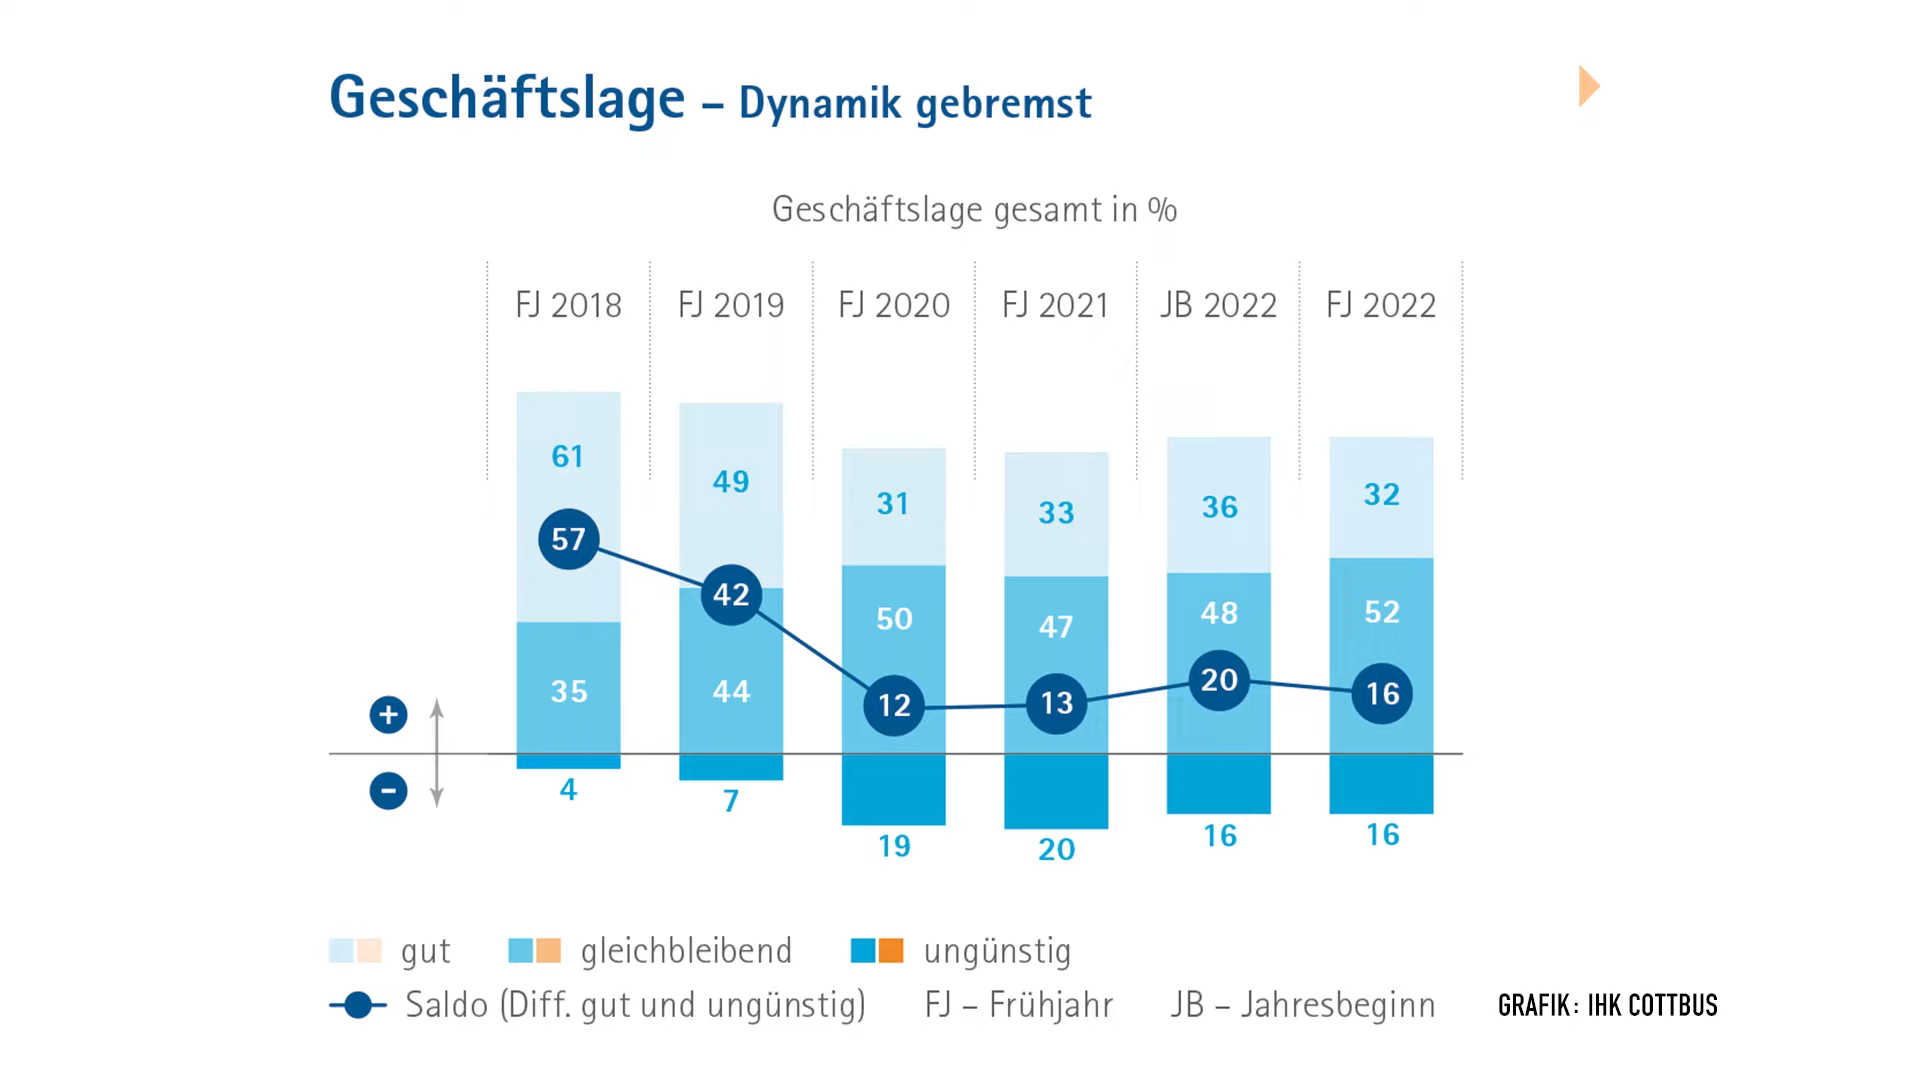 Geschäftslage – Dynamik gebremst
Geschäftslage gesamt in %
FJ 2018 FJ 2019 FJ 2020 FJ 2021 JB 2022 FJ 2022
61 49 31 33 36 32
57 42 12 13 20 16
35 44 50 47 48 52
+
−
4 7 19 20 16 16
gut gleichbleibend ungünstig
Saldo (Diff. gut und ungünstig) FJ – Frühjahr JB – Jahresbeginn
GRAFIK: IHK COTTBUS